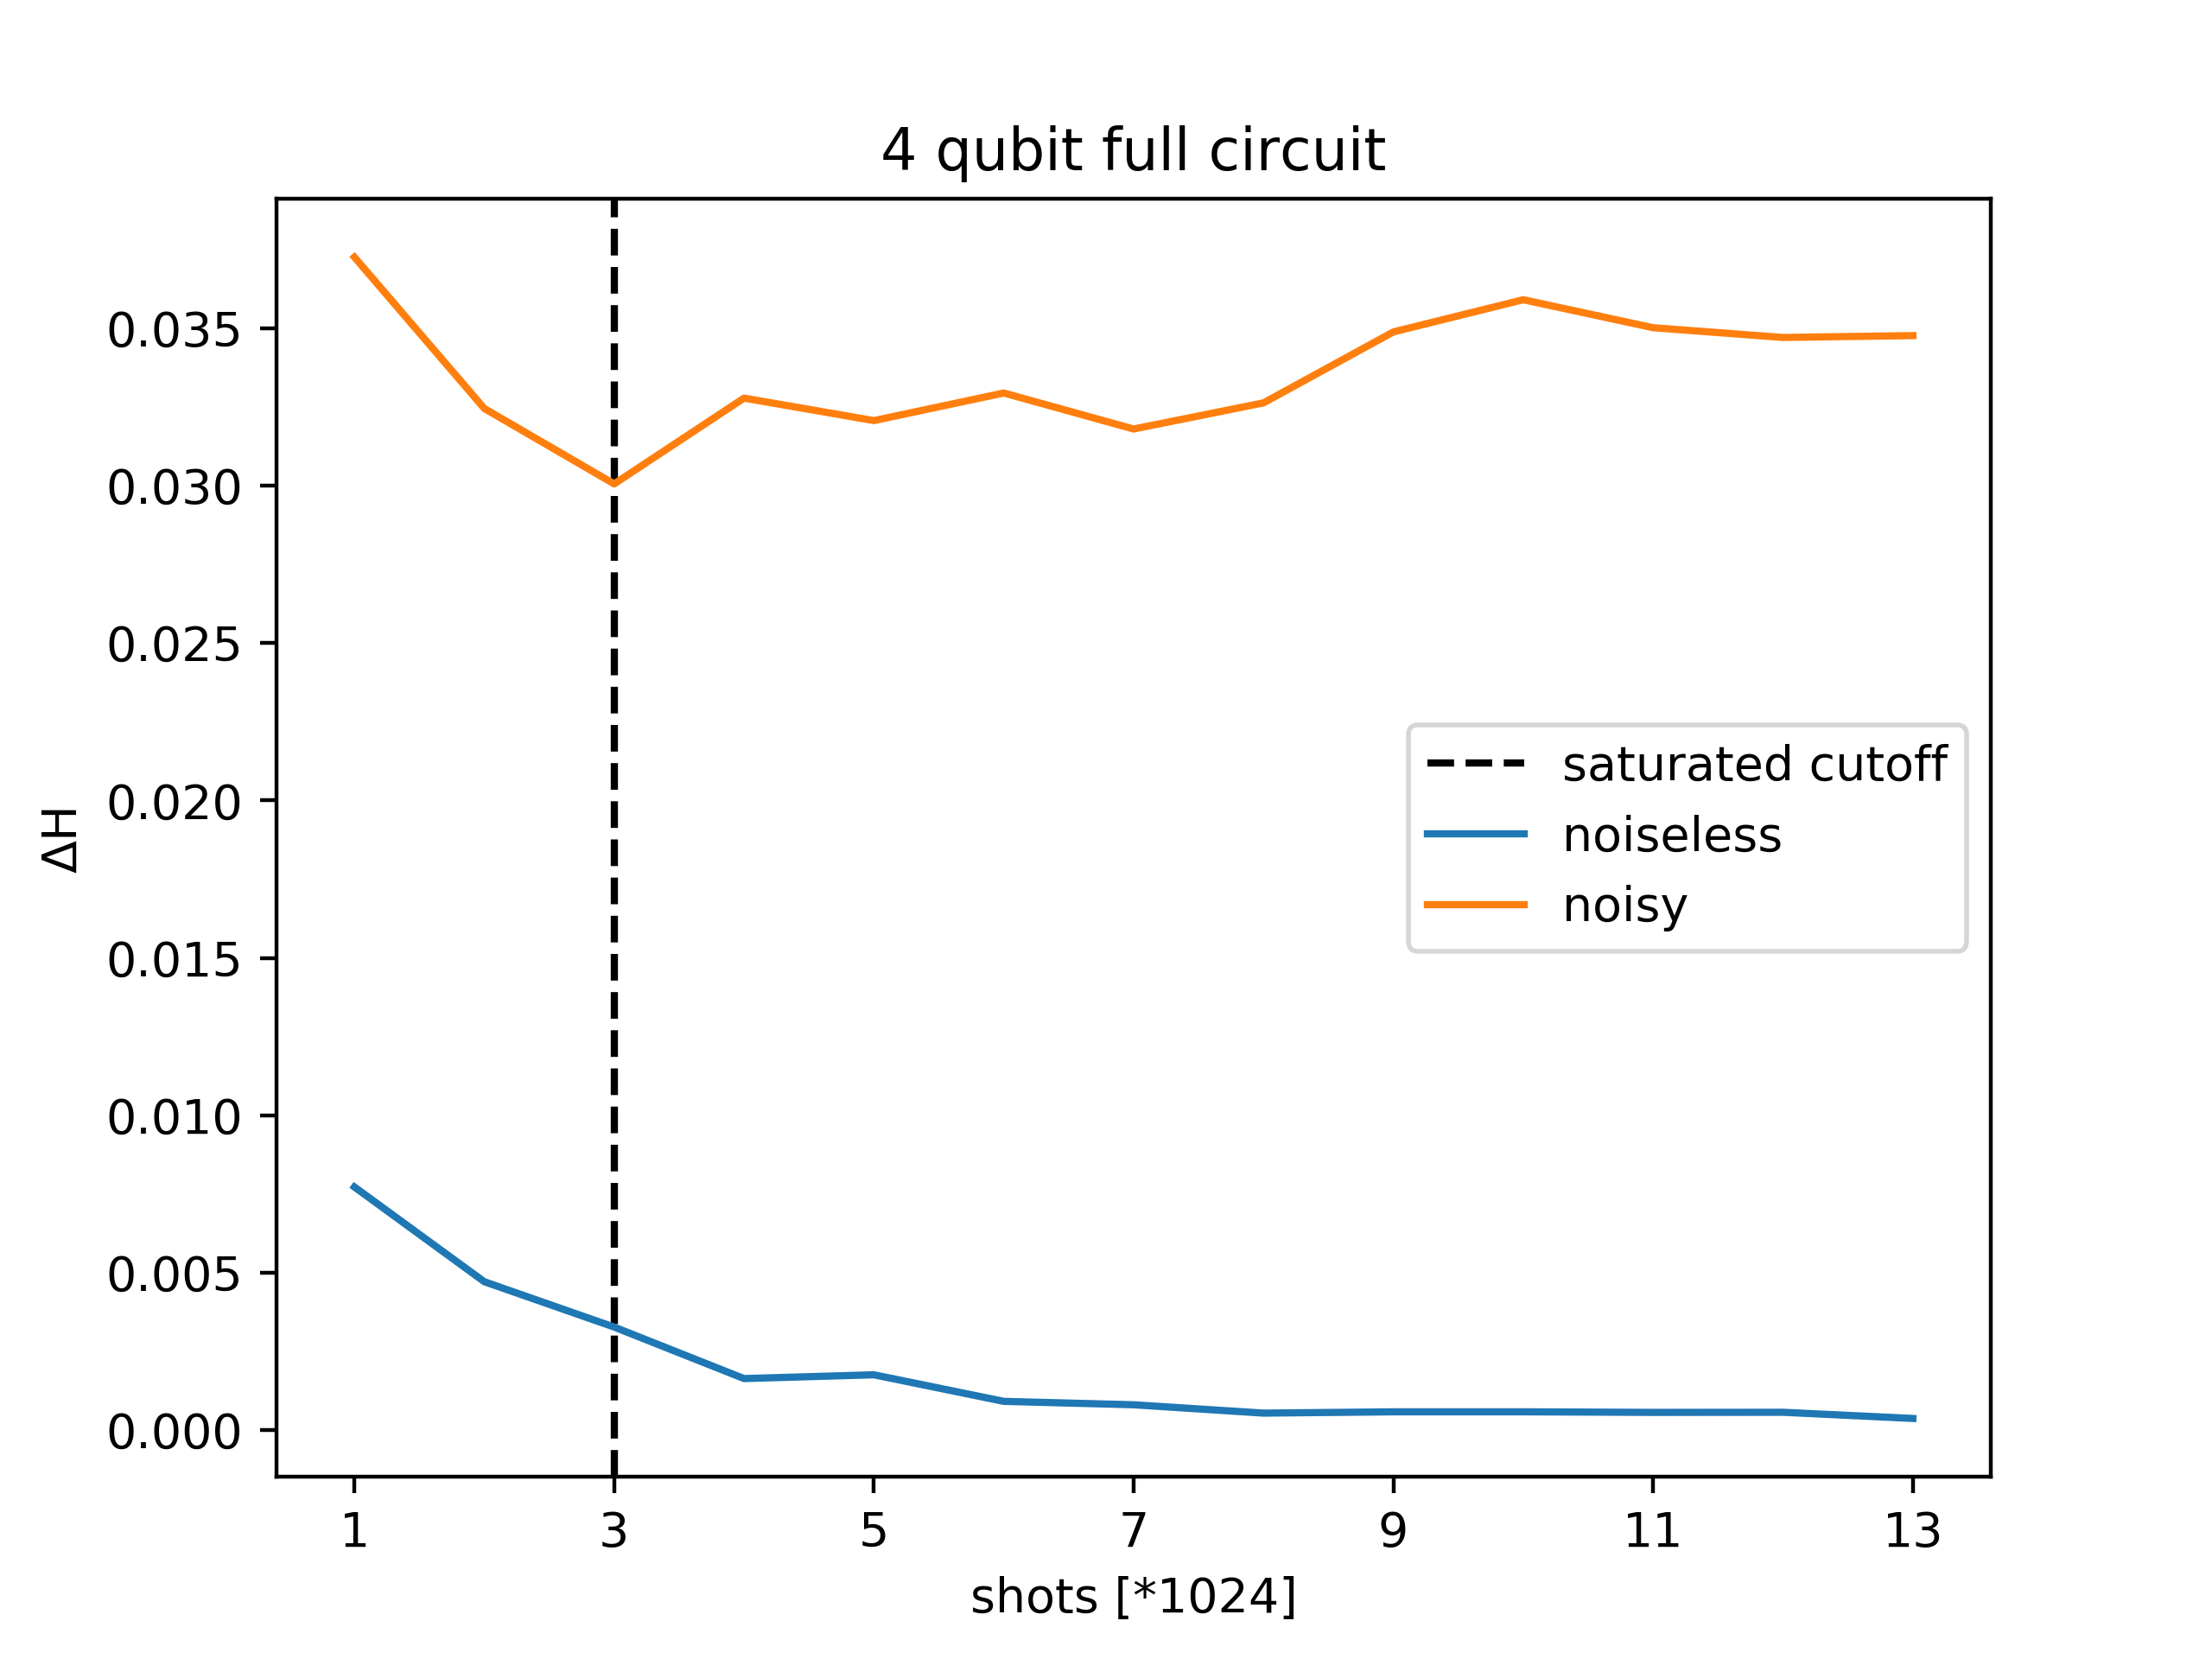 4 qubit full circuit
0.035
0.030
0.025
0.020
0.015
0.010
0.005
0.000
ΔH
saturated cutoff
noiseless
noisy
1 3 5 7 9 11 13
shots [*1024]